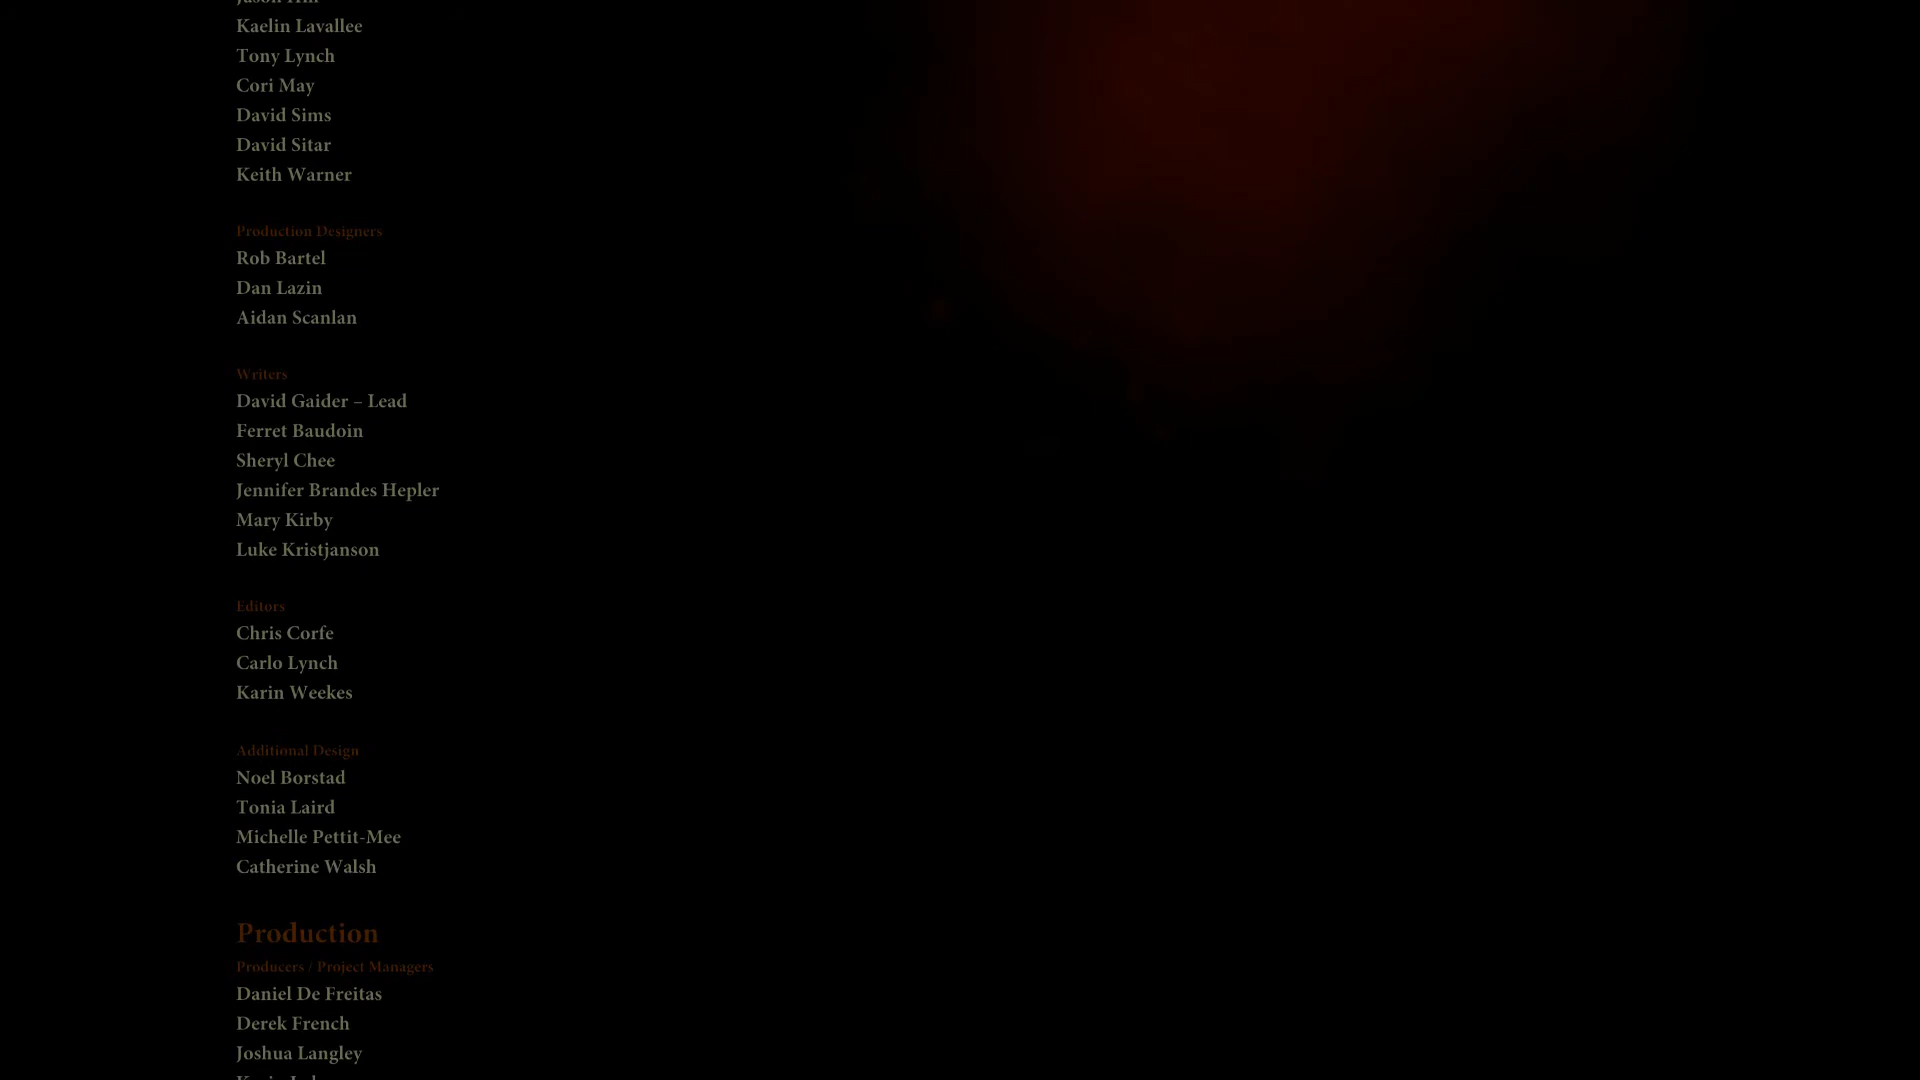 Kaelin Lavallee
Tony Lynch
Cori May
David Sims
David Sitar
Keith Warner
Production Designers
Rob Bartel
Dan Lazin
Aidan Scanlan
Writers
David Gaider – Lead
Ferret Baudoin
Sheryl Chee
Jennifer Brandes Hepler
Mary Kirby
Luke Kristjanson
Editors
Chris Corfe
Carlo Lynch
Karin Weekes
Additional Design
Noel Borstad
Tonia Laird
Michelle Pettit-Mee
Catherine Walsh
Production
Producers / Project Managers
Daniel De Freitas
Derek French
Joshua Langley